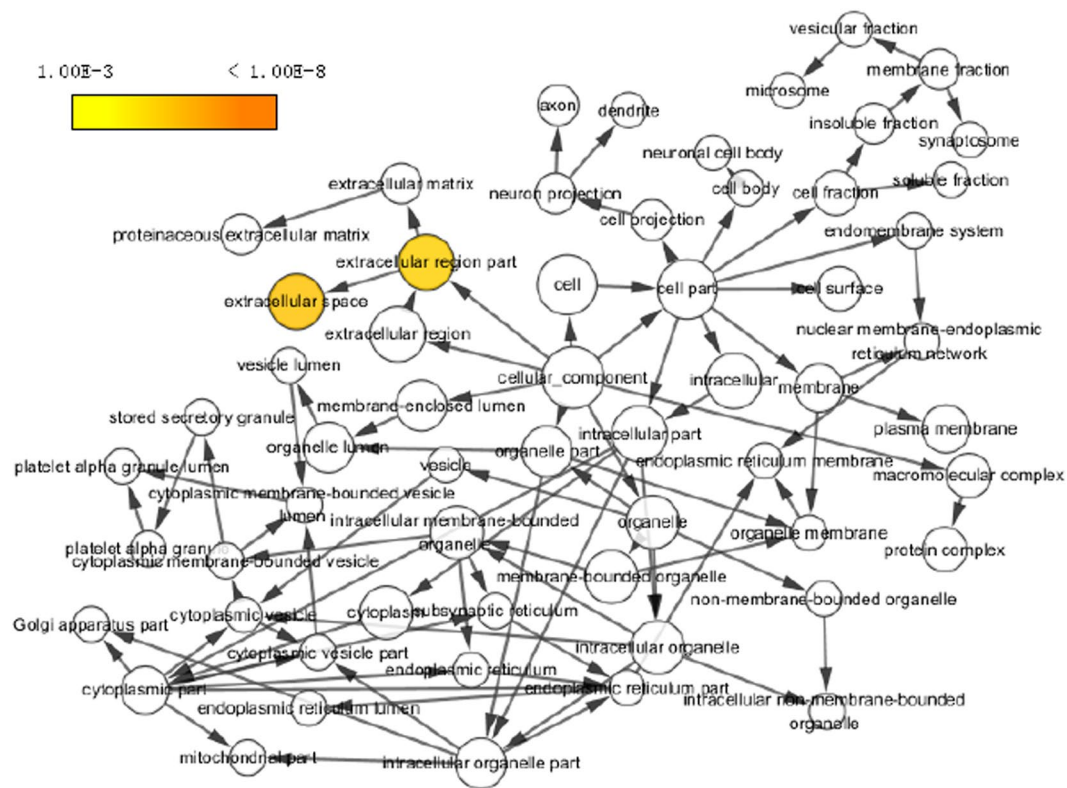 vesicular fraction
1.00E-3
< 1.00E-8
membrane fraction
microsome
axon
dendrite
insoluble fraction
synaptosome
neuronal cell body
extracellular matrix
neuron projection
cell body
cell fraction
soluble fraction
cell projection
proteinaceous extracellular matrix
endomembrane system
extracellular region part
extracellular space
cell
cell part
cell surface
extracellular region
nuclear membrane-endoplasmic
reticulum network
vesicle lumen
cellular_component
intracellular
membrane
membrane-enclosed lumen
stored secretory granule
plasma membrane
organelle lumen
organelle part
intracellular part
platelet alpha granule lumen
vesicle
endoplasmic reticulum membrane
macromolecular complex
cytoplasmic membrane-bounded vesicle
lumen
intracellular membrane-bounded
organelle
organelle
organelle membrane
platelet alpha granule
cytoplasmic membrane-bounded vesicle
protein complex
membrane-bounded organelle
non-membrane-bounded organelle
Golgi apparatus part
cytoplasmic vesicle
cytoplasm
subsynaptic reticulum
cytoplasmic vesicle part
intracellular organelle
endoplasmic reticulum
cytoplasmic part
endoplasmic reticulum part
endoplasmic reticulum lumen
intracellular non-membrane-bounded
organelle
mitochondrial part
intracellular organelle part